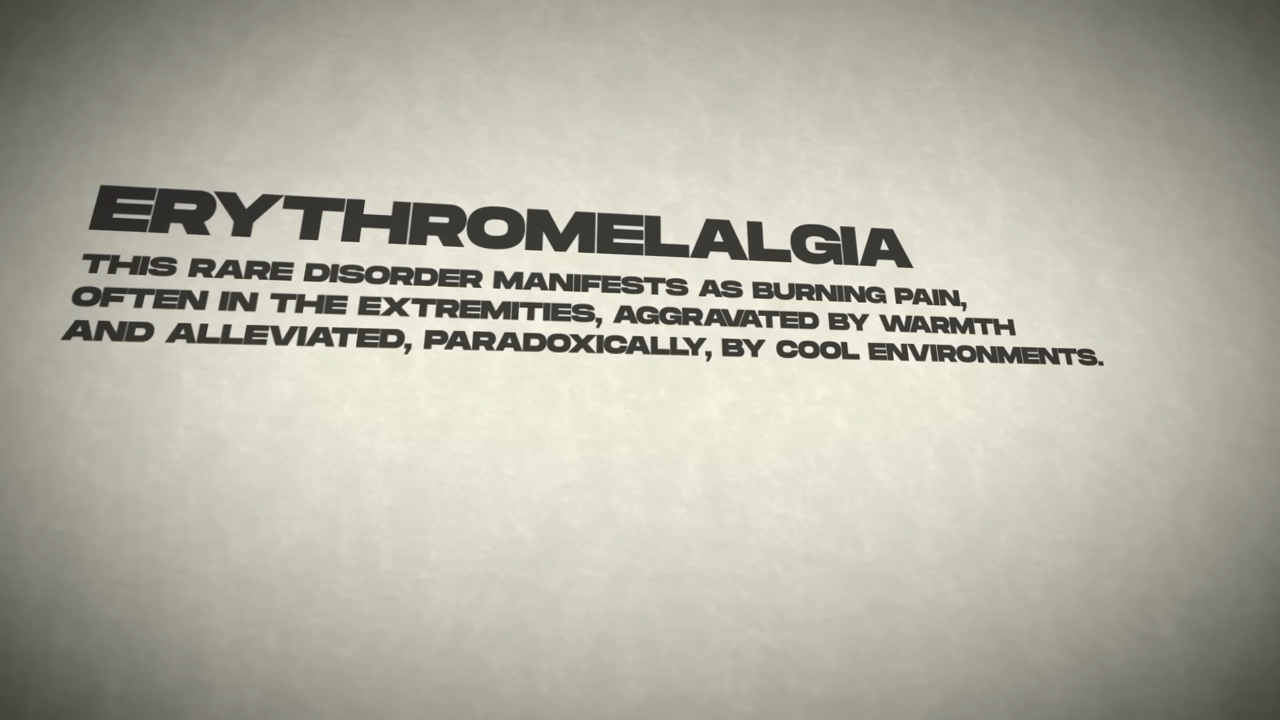 ERYTHROMELALGIA
THIS RARE DISORDER MANIFESTS AS BURNING PAIN,
OFTEN IN THE EXTREMITIES, AGGRAVATED BY WARMTH
AND ALLEVIATED, PARADOXICALLY, BY COOL ENVIRONMENTS.